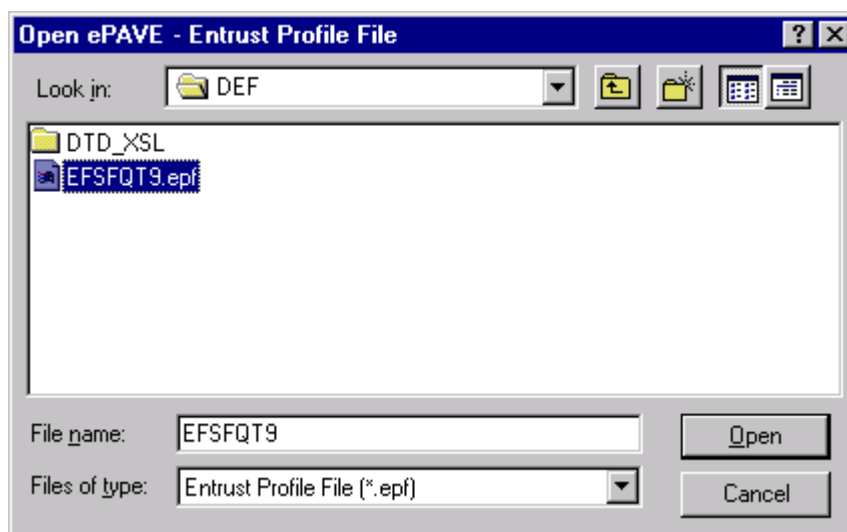 Open ePAVE - Entrust Profile File
Look in: DEF
DTD_XSL
EFSFQT9.epf
File name: EFSFQT9 Open
Files of type: Entrust Profile File (*.epf) Cancel